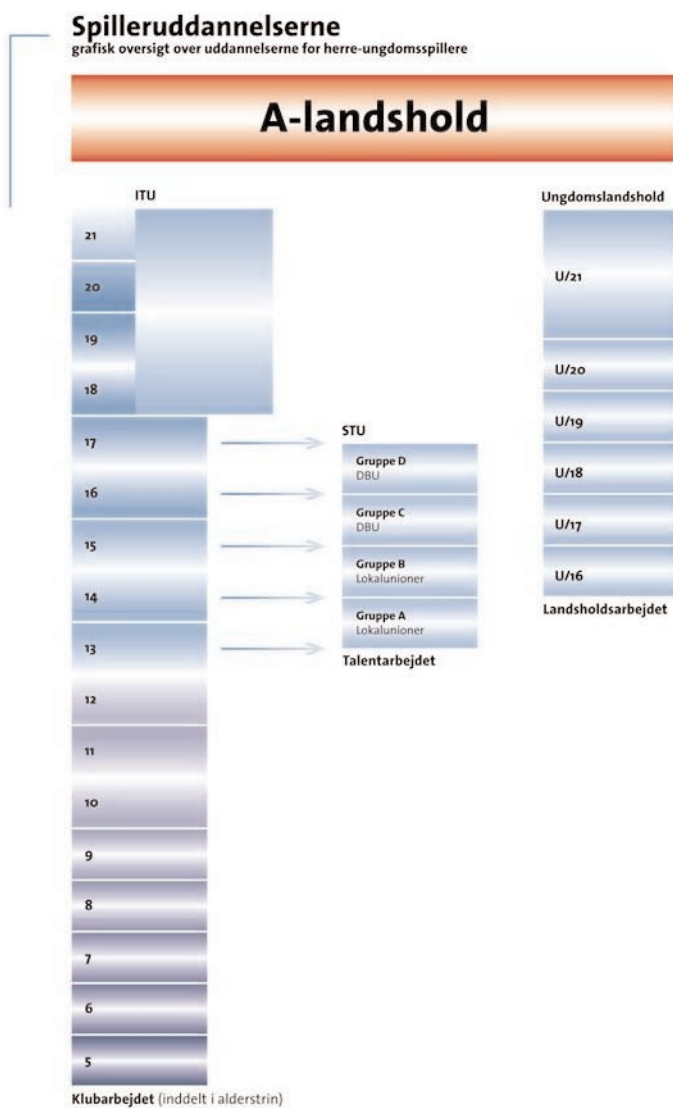 Spilleruddannelserne
grafisk oversigt over uddannelserne for herre-ungdomsspillere
A-landshold
ITU
21
20
19
18
17
16
15
14
13
12
11
10
9
8
7
6
5
Klubarbejdet (inddelt i alderstrin)
STU
Gruppe D
DBU
Gruppe C
DBU
Gruppe B
Lokalunioner
Gruppe A
Lokalunioner
Talentarbejdet
Ungdomslandshold
U/21
U/20
U/19
U/18
U/17
U/16
Landsholdsarbejdet